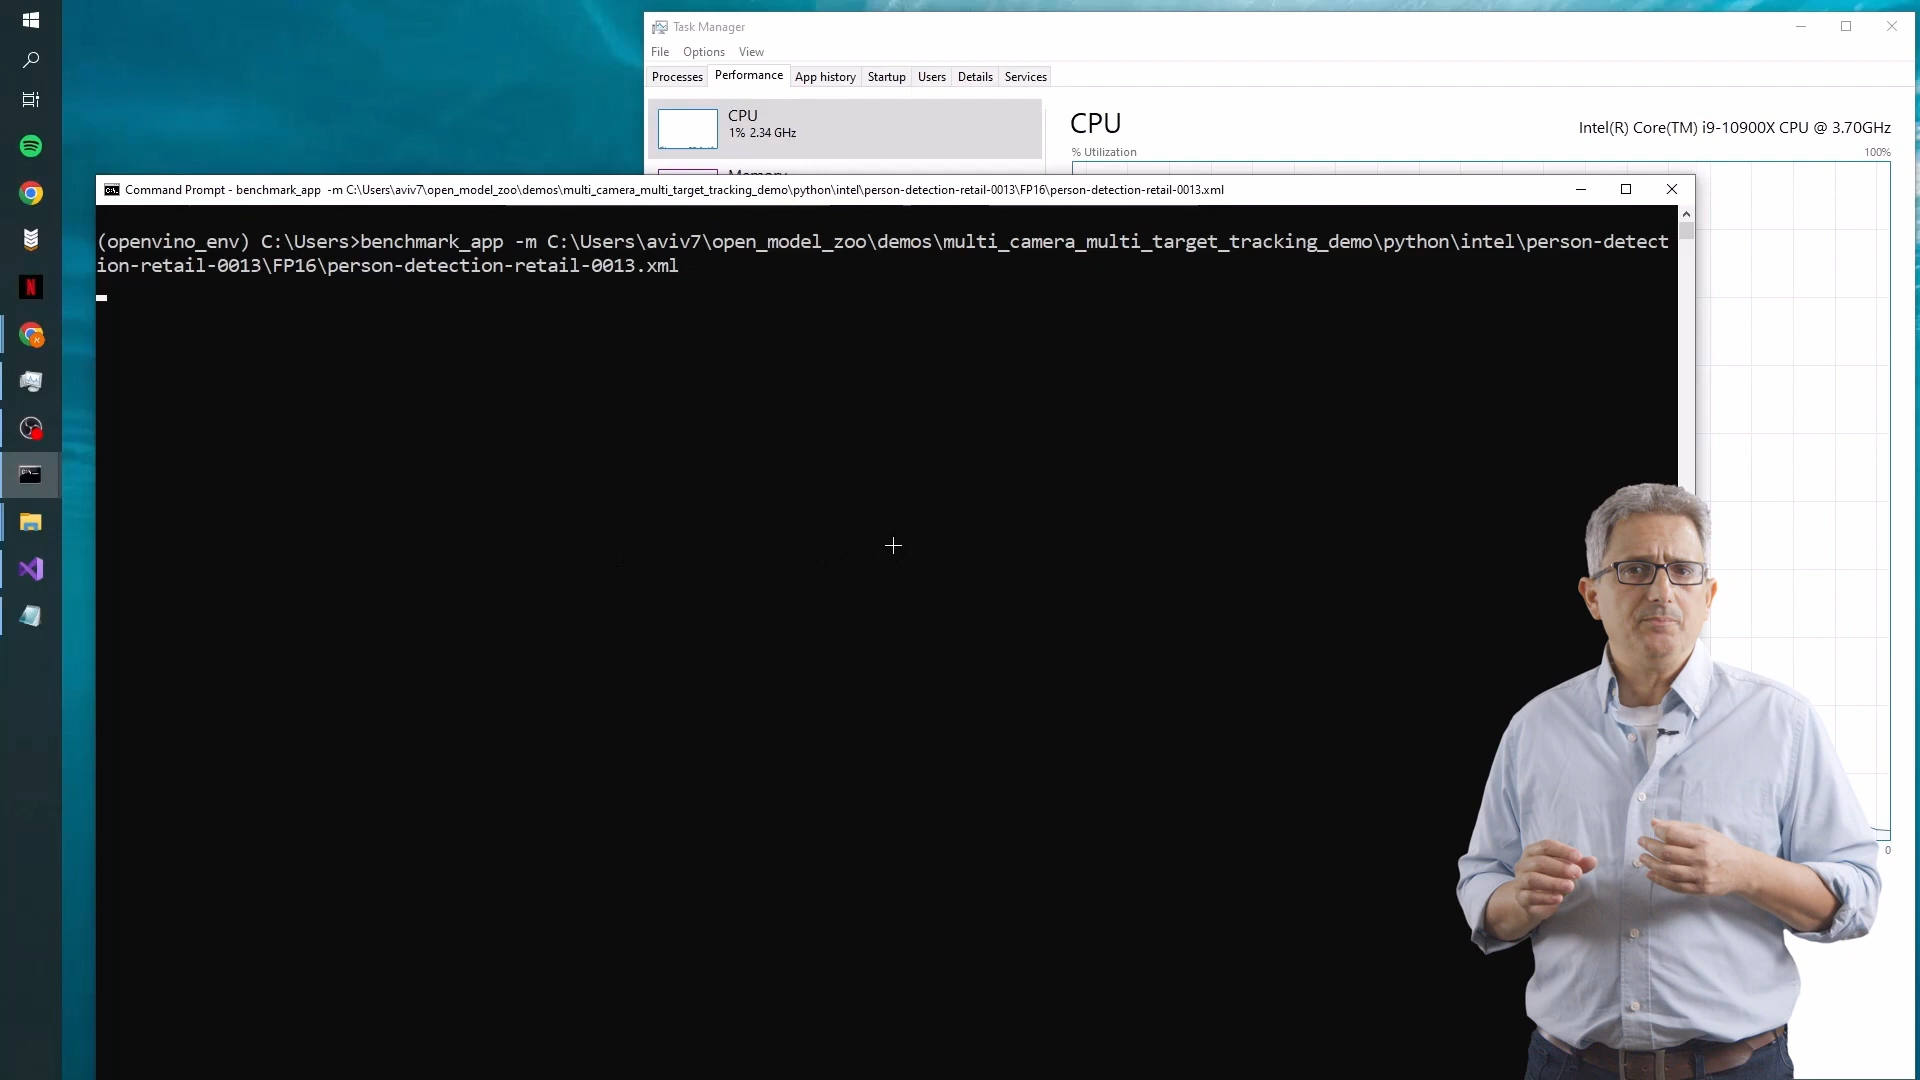 Task Manager
File Options View
Processes Performance App history Startup Users Details Services
CPU
1% 2.34 GHz
CPU
Intel(R) Core(TM) i9-10900X CPU @ 3.70GHz
% Utilization
100%
Memory
Command Prompt - benchmark_app -m C:\Users\aviv7\open_model_zoo\demos\multi_camera_multi_target_tracking_demo\python\intel\person-detection-retail-0013\FP16\person-detection-retail-0013.xml
(openvino_env) C:\Users>benchmark_app -m C:\Users\aviv7\open_model_zoo\demos\multi_camera_multi_target_tracking_demo\python\intel\person-detect
ion-retail-0013\FP16\person-detection-retail-0013.xml
0